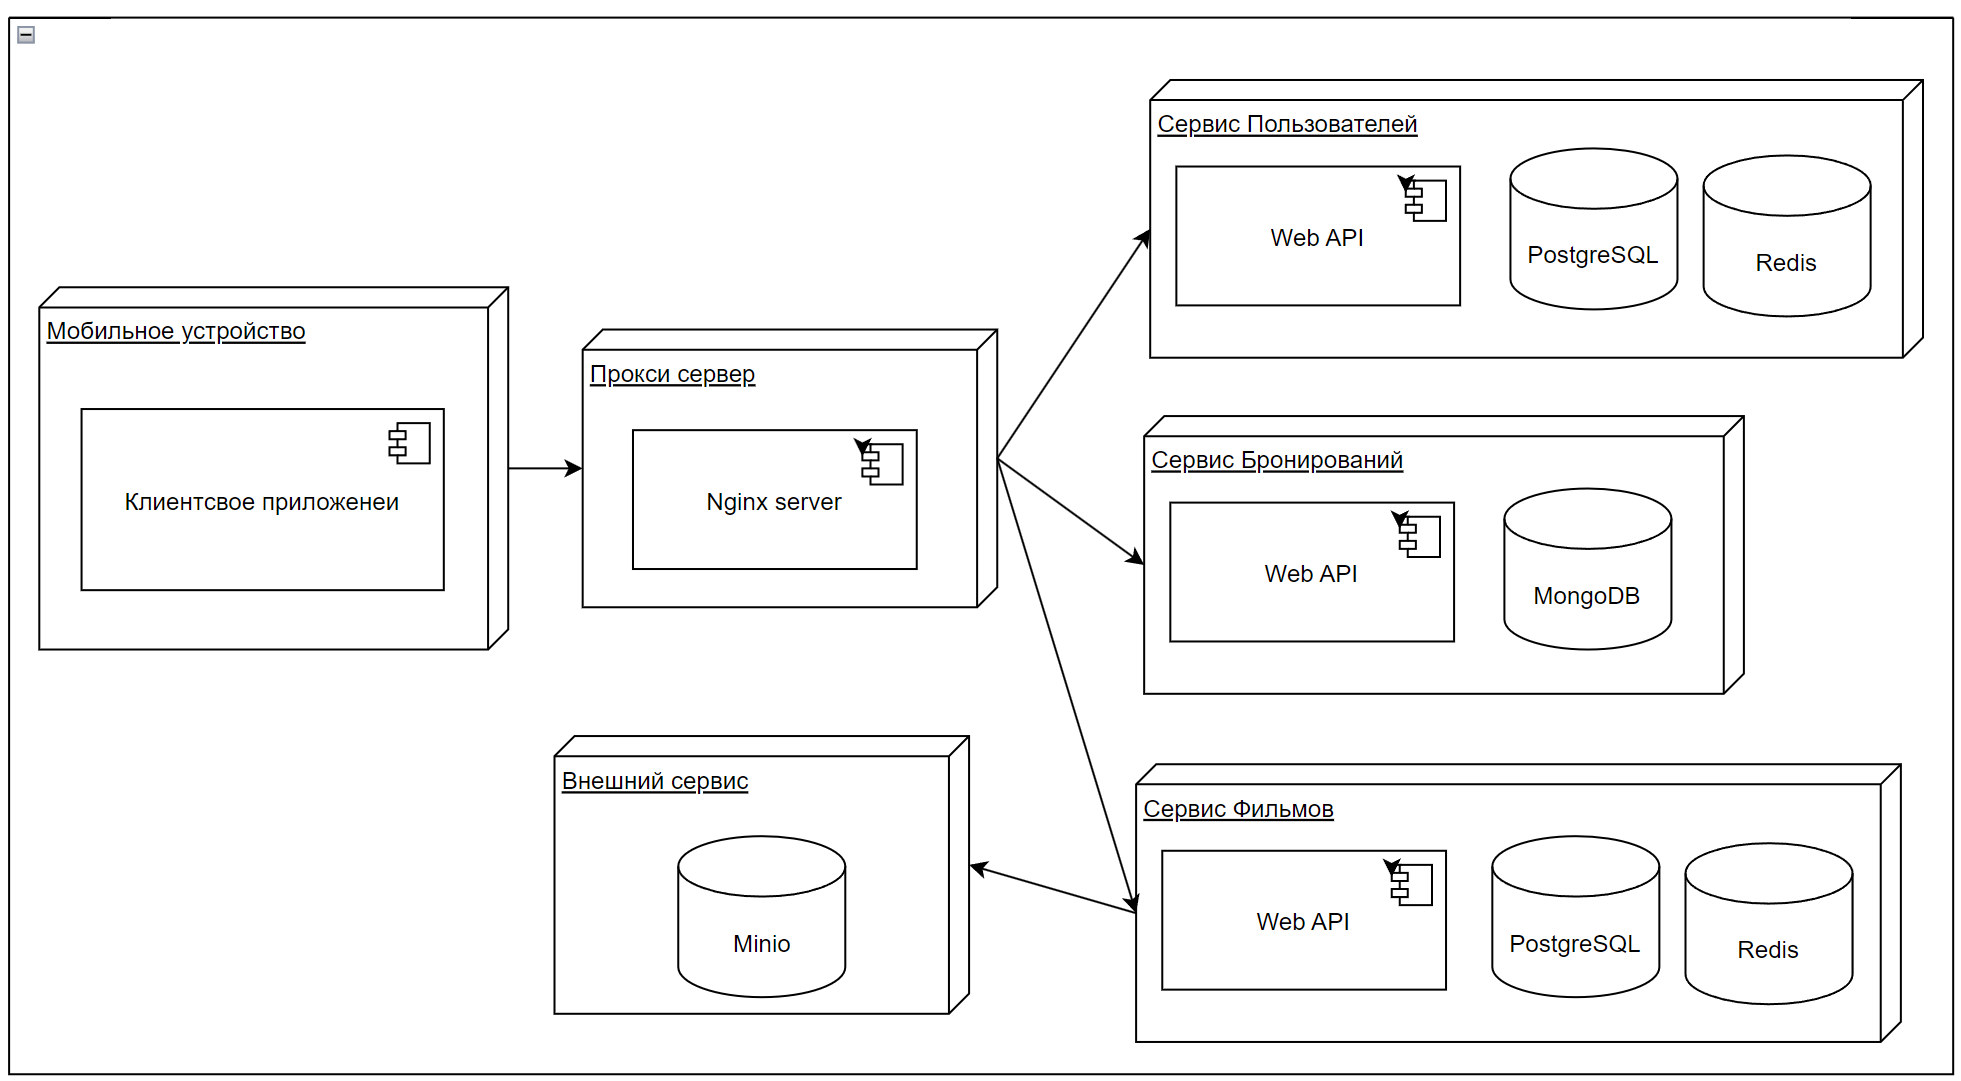 Мобильное устройство
Клиентсвое приложенеи
Прокси сервер
Nginx server
Сервис Пользователей
Web API
PostgreSQL
Redis
Сервис Бронирований
Web API
MongoDB
Внешний сервис
Minio
Сервис Фильмов
Web API
PostgreSQL
Redis